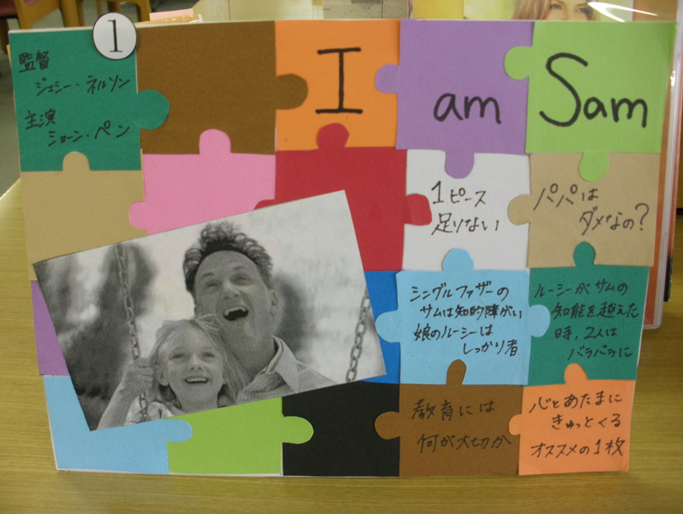 1
監督
ジェシー・ネルソン
主演
ショーン・ペン
I am Sam
1ピース
足りない
パパは
ダメなの?
シングルファザーの
サムは知的障がい
娘のルーシーは
しっかり者
ルーシーがサムの
知能を越えた
時、2人は
バラバラに
教育には
何が大切か
心とあたまに
きゅっとくる
オススメの1枚